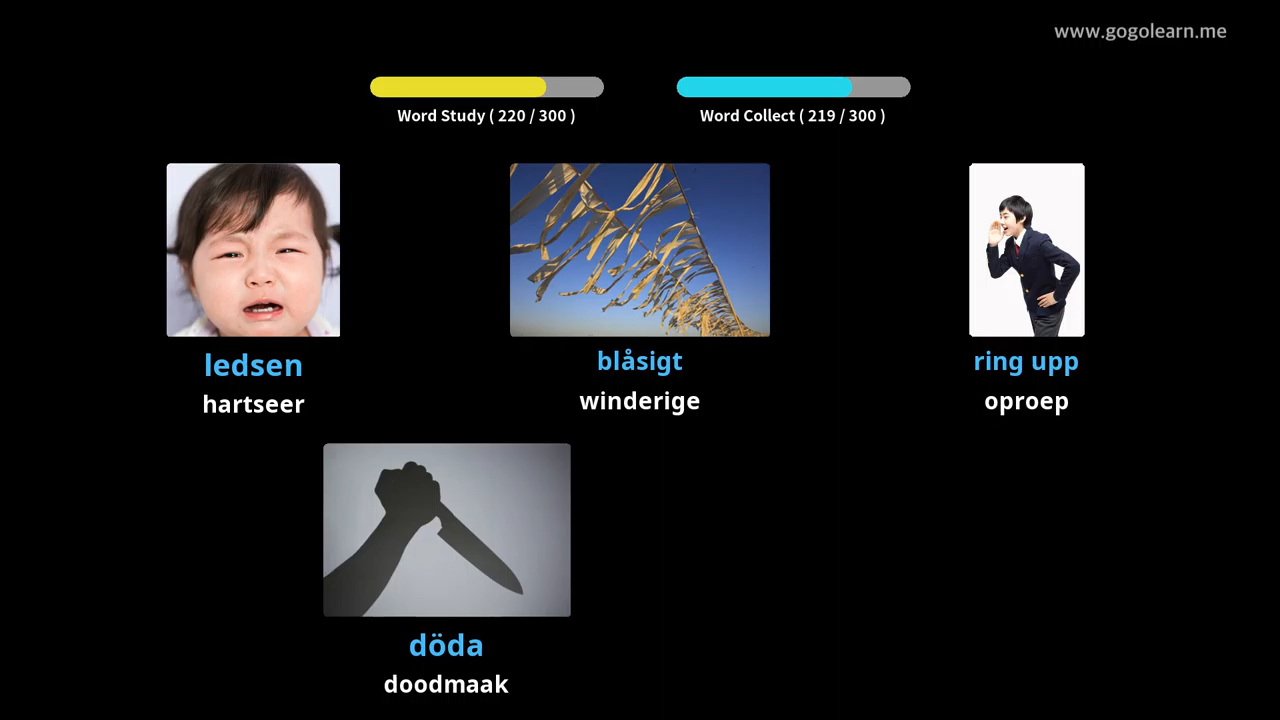 www.gogolearn.me
Word Study ( 220 / 300 )
Word Collect ( 219 / 300 )
ledsen
hartseer
blåsigt
winderige
ring upp
oproep
döda
doodmaak